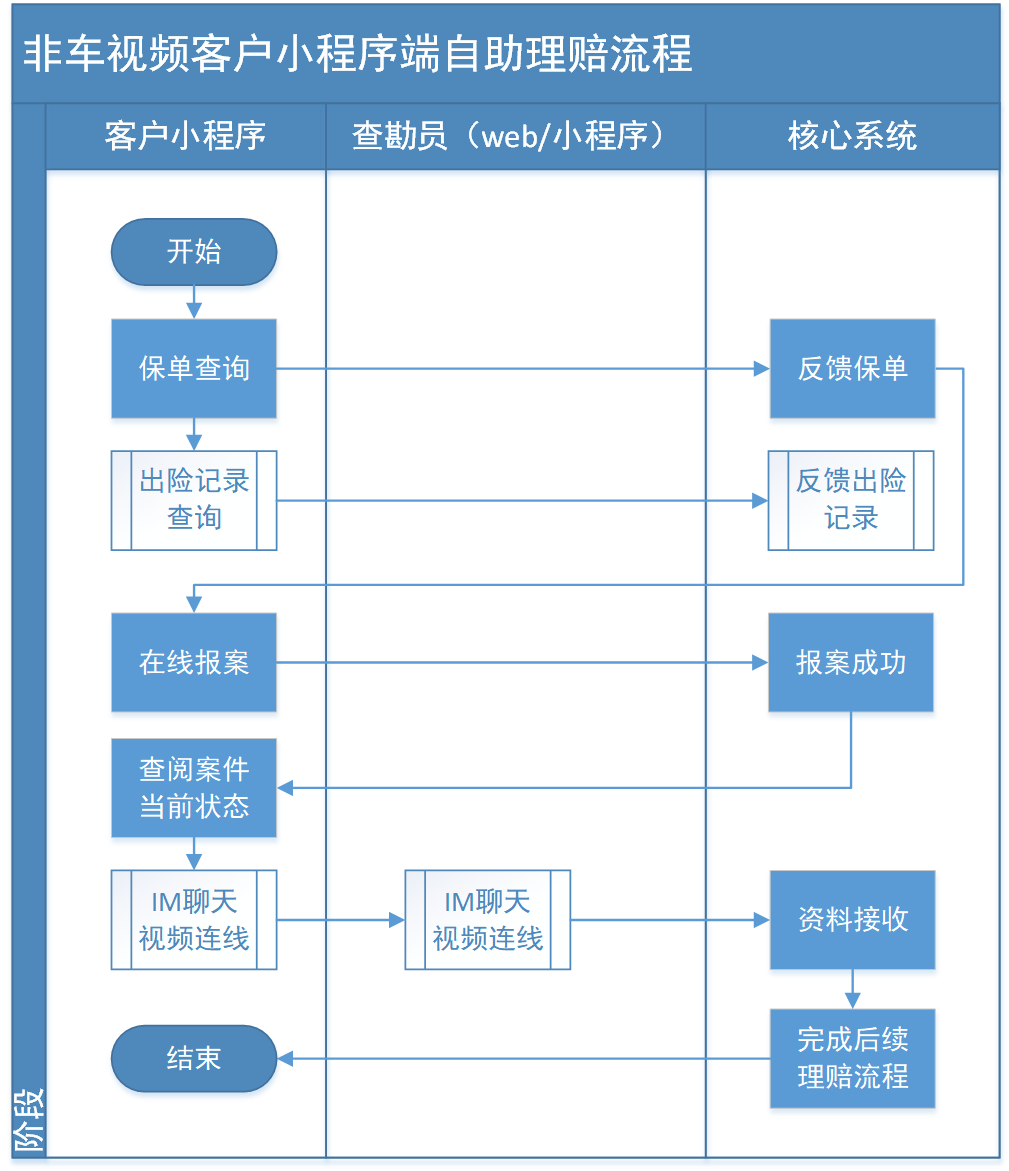 非车视频客户小程序端自助理赔流程
客户小程序
查勘员（web/小程序）
核心系统
开始
保单查询
反馈保单
出险记录
查询
反馈出险
记录
在线报案
报案成功
查阅案件
当前状态
IM聊天
视频连线
IM聊天
视频连线
资料接收
结束
完成后续
理赔流程
阶段